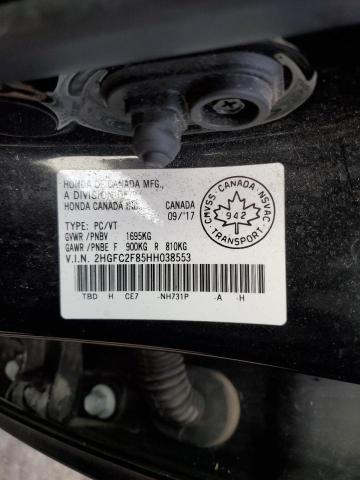 HONDA OF CANADA MFG.,
A DIVISION OF
HONDA CANADA INC. CANADA
09/'17
TYPE: PC/VT
GVWR /PNBV 1695KG
GAWR /PNBE F 900KG R 810KG
V.I.N. 2HGFC2F85HH038553
TBD H CE7 -NH731P -A -H
CMVSS - CANADA - NSVAC
942
TRANSPORT